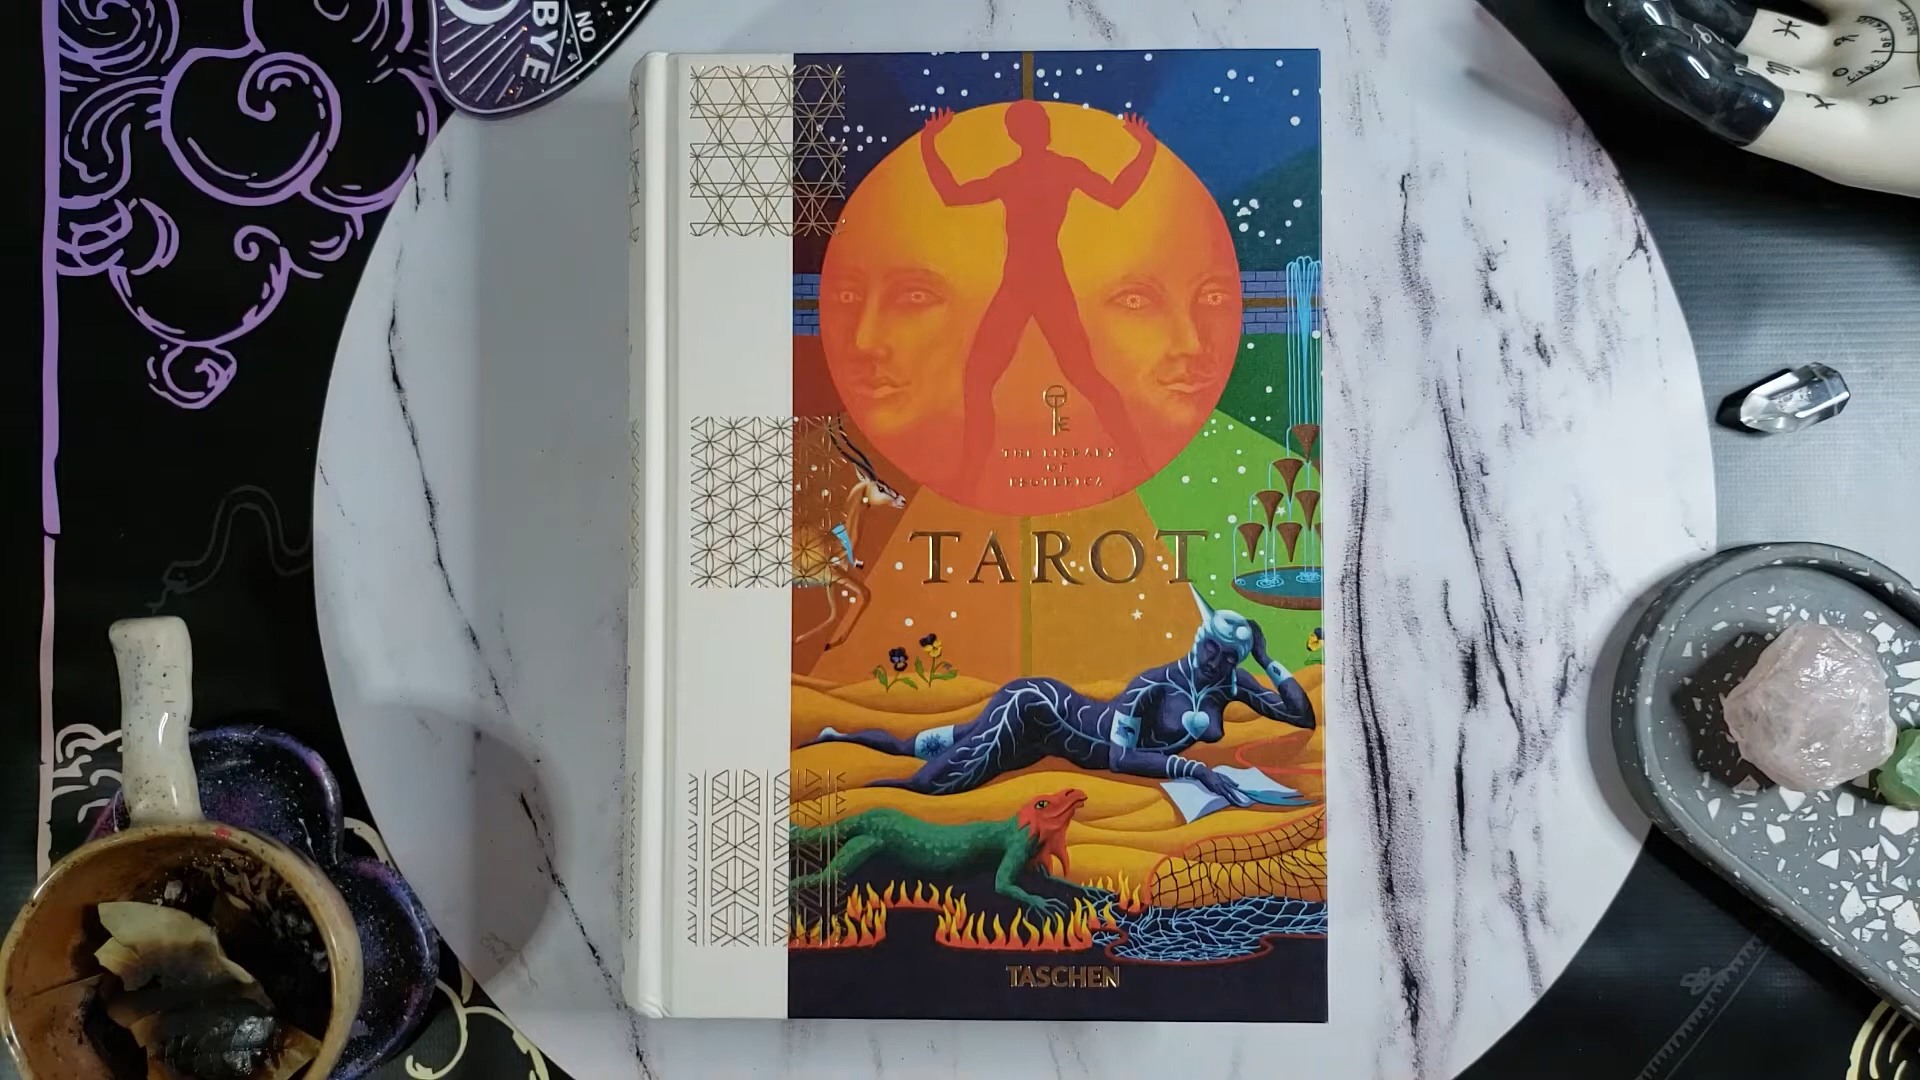 BYE
NO
THE LIBRARY
OF
ESOTERICA
TAROT
TASCHEN